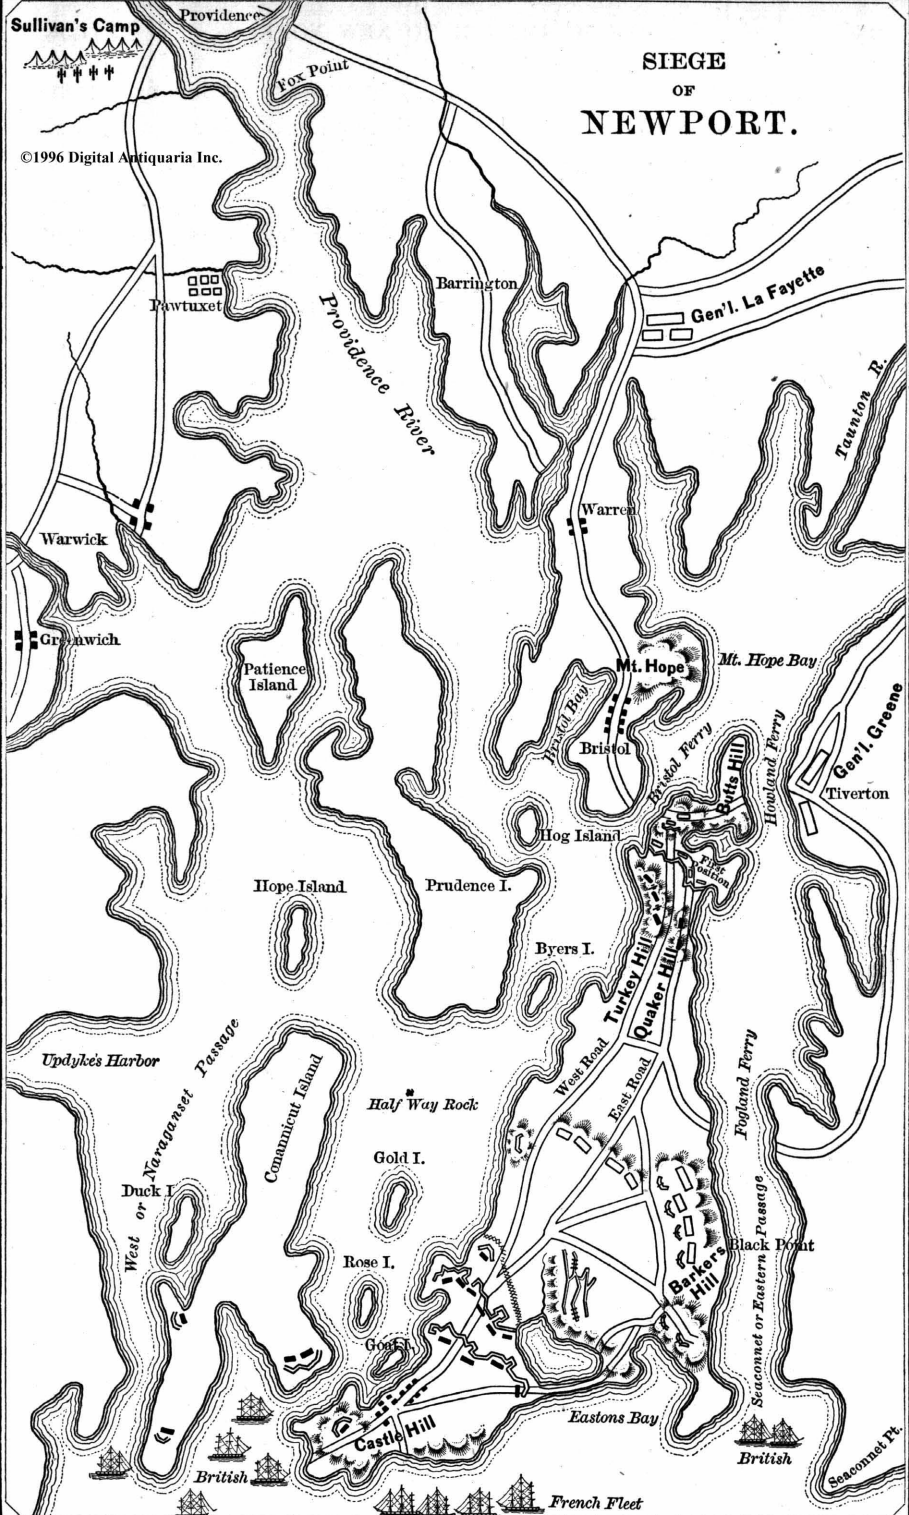 Sullivan's Camp
Providence
Fox Point
SIEGE
OF
NEWPORT.
©1996 Digital Antiquaria Inc.
Barrington
Gen'l. La Fayette
Pawtuxet
Providence River
Taunton R.
Warren
Warwick
Greenwich
Patience
Island
Mt. Hope
Mt. Hope Bay
Bristol Bay
Bristol
Bristol Ferry
Butts Hill
Howland Ferry
Gen'l. Greene
Tiverton
Hog Island
First
Position
Hope Island
Prudence I.
Byers I.
Turkey Hill
Quaker Hill
Updyke's Harbor
West or Naraganset Passage
Conannicut Island
Half Way Rock
West Road
East Road
Fogland Ferry
Gold I.
Duck I
Rose I.
Goat I.
Black Point
Barkers
Hill
Seaconnet or Eastern Passage
Castle Hill
Eastons Bay
British
British
Seaconnet Pt.
French Fleet